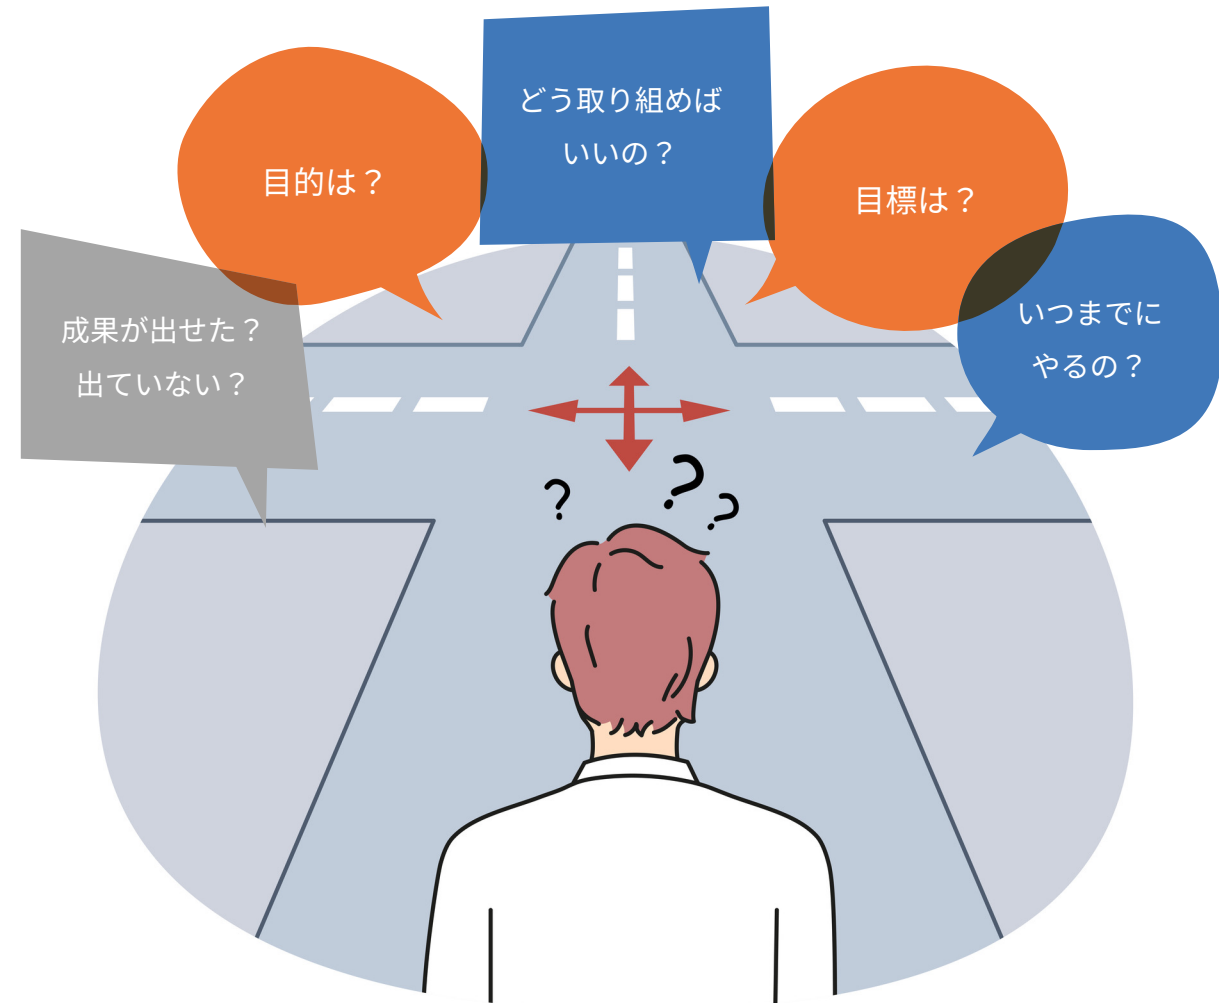 どう取り組めば
いいの？
目的は？
目標は？
成果が出せた？
出ていない？
いつまでに
やるの？
?
?
?